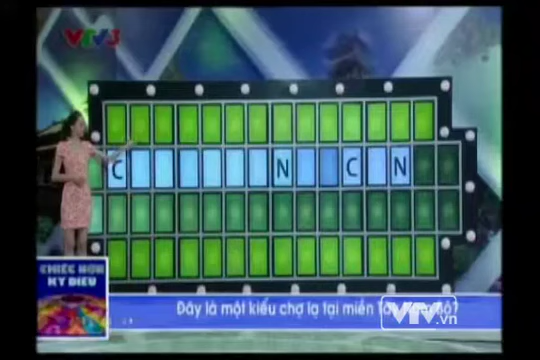 VTV3
C N C N
CHIẾC NÓN
KỲ DIỆU
Đây là một kiểu chợ lạ tại miền
VTV.vn